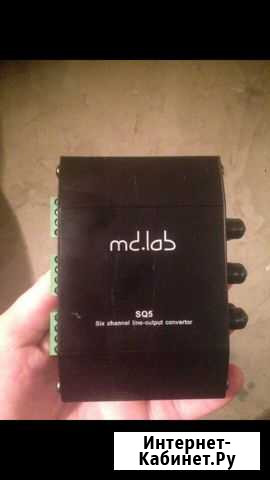 md.lab
SQ5
Six channel line-output convertor
Интернет-
Кабинет.Ру